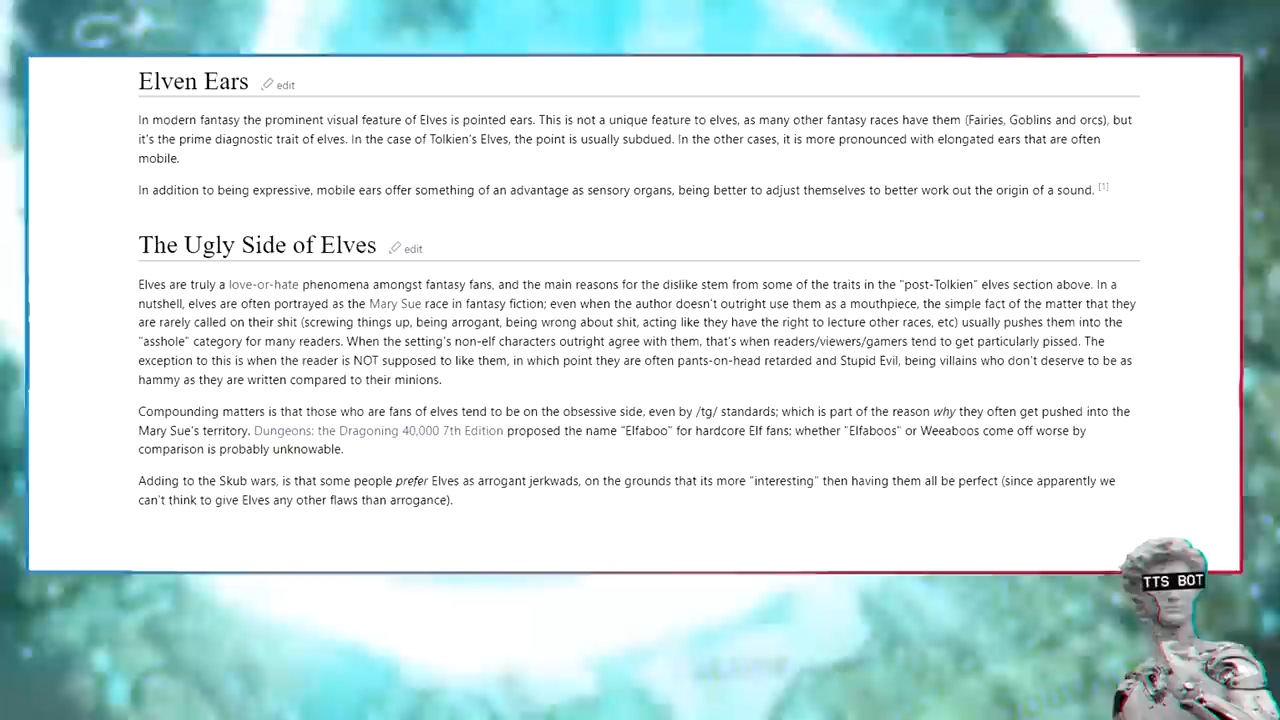 Elven Ears edit
In modern fantasy the prominent visual feature of Elves is pointed ears. This is not a unique feature to elves, as many other fantasy races have them (Fairies, Goblins and orcs), but
it's the prime diagnostic trait of elves. In the case of Tolkien's Elves, the point is usually subdued. In the other cases, it is more pronounced with elongated ears that are often
mobile.
In addition to being expressive, mobile ears offer something of an advantage as sensory organs, being better to adjust themselves to better work out the origin of a sound. [1]
The Ugly Side of Elves edit
Elves are truly a love-or-hate phenomena amongst fantasy fans, and the main reasons for the dislike stem from some of the traits in the "post-Tolkien" elves section above. In a
nutshell, elves are often portrayed as the Mary Sue race in fantasy fiction; even when the author doesn't outright use them as a mouthpiece, the simple fact of the matter that they
are rarely called on their shit (screwing things up, being arrogant, being wrong about shit, acting like they have the right to lecture other races, etc) usually pushes them into the
"asshole" category for many readers. When the setting's non-elf characters outright agree with them, that's when readers/viewers/gamers tend to get particularly pissed. The
exception to this is when the reader is NOT supposed to like them, in which point they are often pants-on-head retarded and Stupid Evil, being villains who don't deserve to be as
hammy as they are written compared to their minions.
Compounding matters is that those who are fans of elves tend to be on the obsessive side, even by /tg/ standards; which is part of the reason why they often get pushed into the
Mary Sue's territory. Dungeons: the Dragoning 40,000 7th Edition proposed the name "Elfaboo" for hardcore Elf fans; whether "Elfaboos" or Weeaboos come off worse by
comparison is probably unknowable.
Adding to the Skub wars, is that some people prefer Elves as arrogant jerkwads, on the grounds that its more "interesting" then having them all be perfect (since apparently we
can't think to give Elves any other flaws than arrogance).
TTS BOT